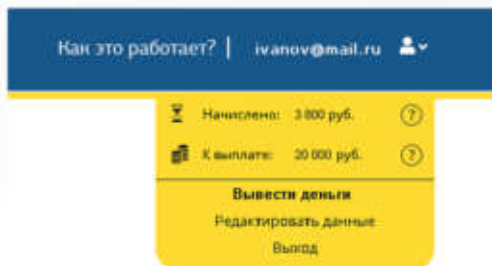 Как это работает? | ivanov@mail.ru
Начислено: 3 800 руб. ?
К выплате: 20 000 руб. ?
Вывести деньги
Редактировать данные
Выход